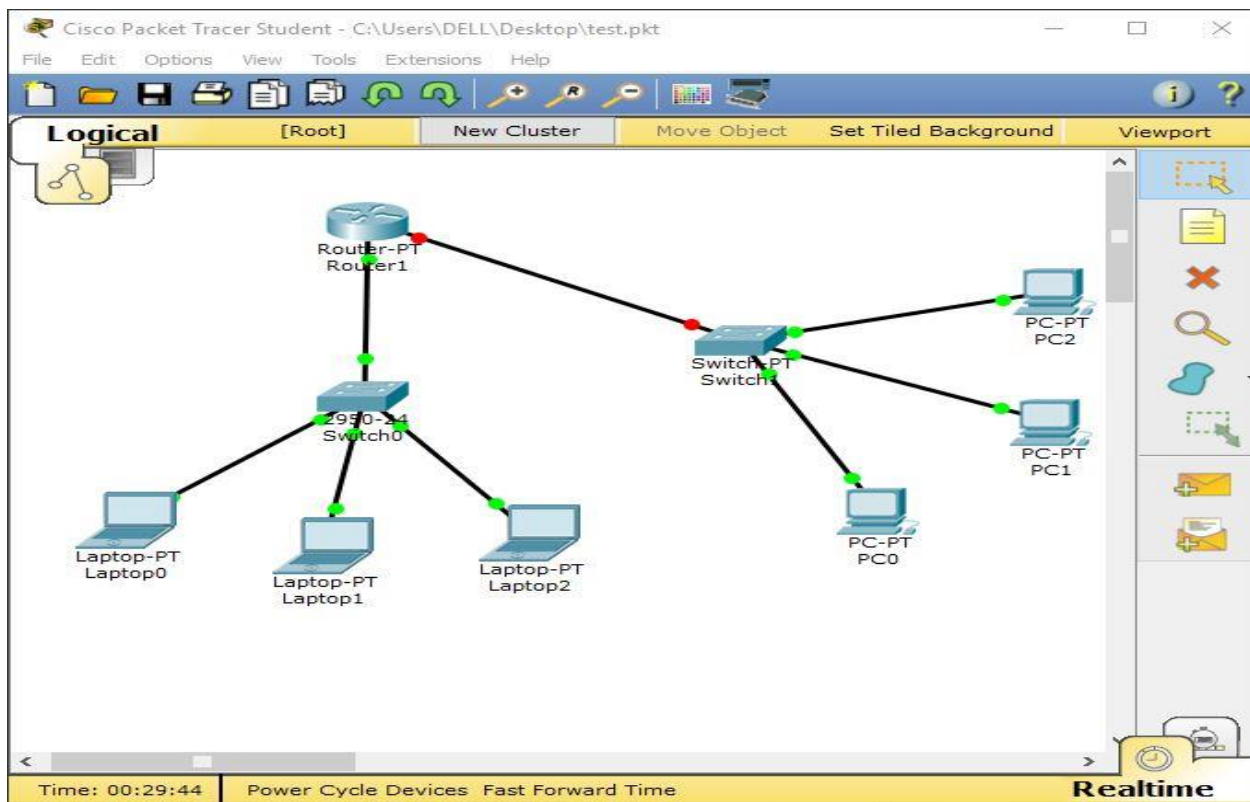 Cisco Packet Tracer Student - C:\Users\DELL\Desktop\test.pkt
File Edit Options View Tools Extensions Help
Logical [Root] New Cluster Move Object Set Tiled Background Viewport
Router-PT
Router1
Switch-PT
Switch1
PC-PT
PC2
PC-PT
PC1
PC-PT
PC0
2950-24
Switch0
Laptop-PT
Laptop0
Laptop-PT
Laptop1
Laptop-PT
Laptop2
Time: 00:29:44 Power Cycle Devices Fast Forward Time Realtime